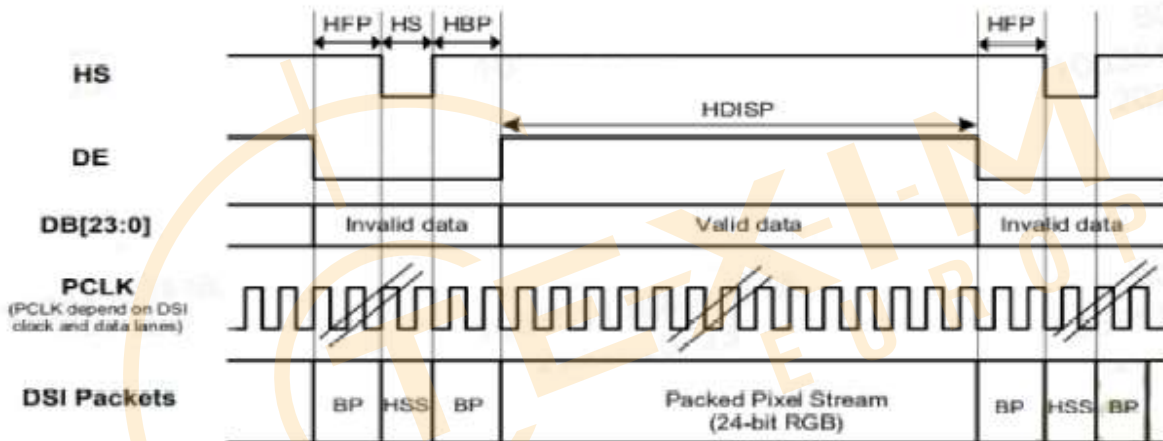 HFP HS HBP HFP
HS
HDISP
DE
DB[23:0] Invalid data Valid data Invalid data
PCLK
(PCLK depend on DSI
clock and data lanes)
DSI Packets BP HSS BP Packed Pixel Stream BP HSS BP
(24-bit RGB)
TEXIM
EUROP